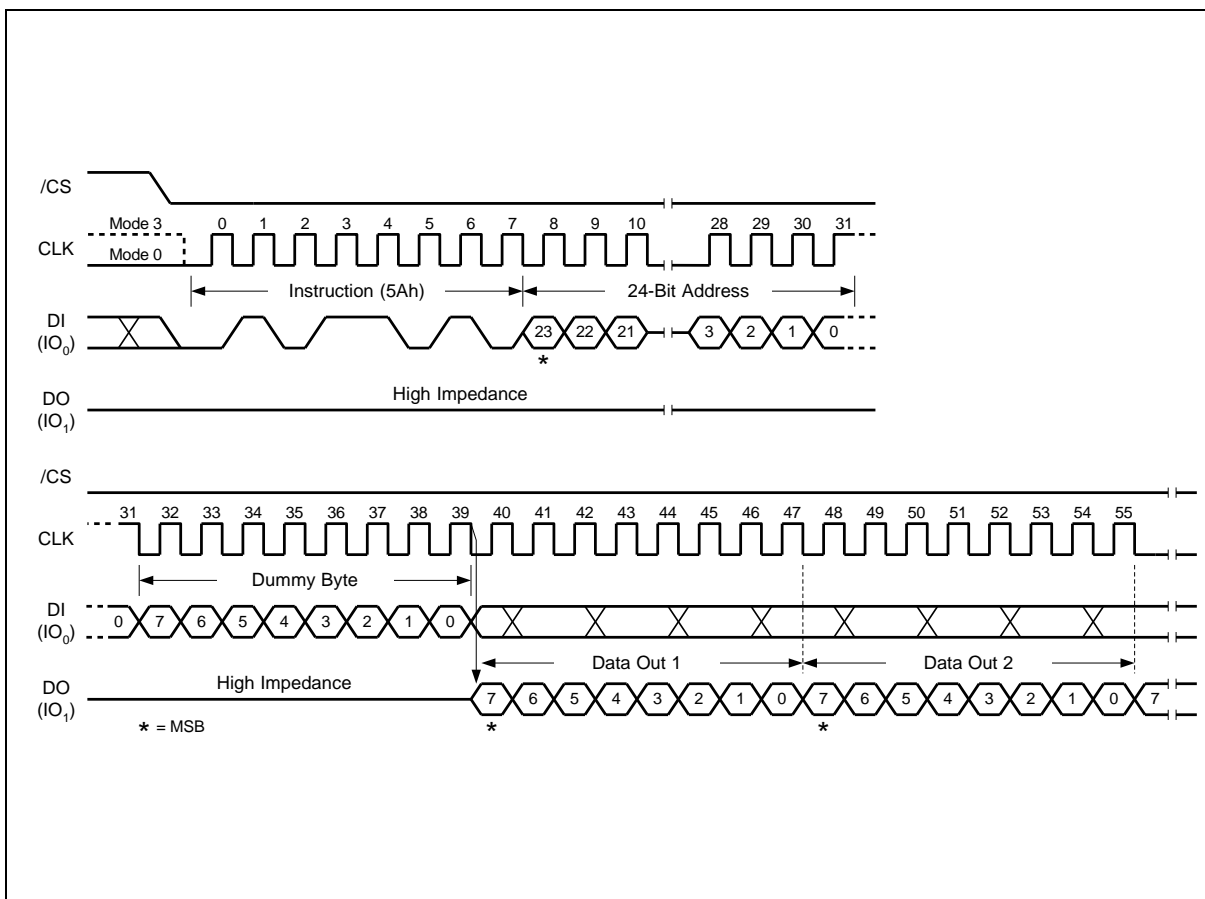 /CS
Mode 3 0 1 2 3 4 5 6 7 8 9 10 28 29 30 31
CLK
Mode 0
Instruction (5Ah) 24-Bit Address
DI
(IO0) 23 22 21 3 2 1 0
*
High Impedance
DO
(IO1)
/CS
31 32 33 34 35 36 37 38 39 40 41 42 43 44 45 46 47 48 49 50 51 52 53 54 55
CLK
Dummy Byte
DI
(IO0) 0 7 6 5 4 3 2 1 0
Data Out 1 Data Out 2
High Impedance
DO
(IO1) 7 6 5 4 3 2 1 0 7 6 5 4 3 2 1 0 7
* = MSB * *